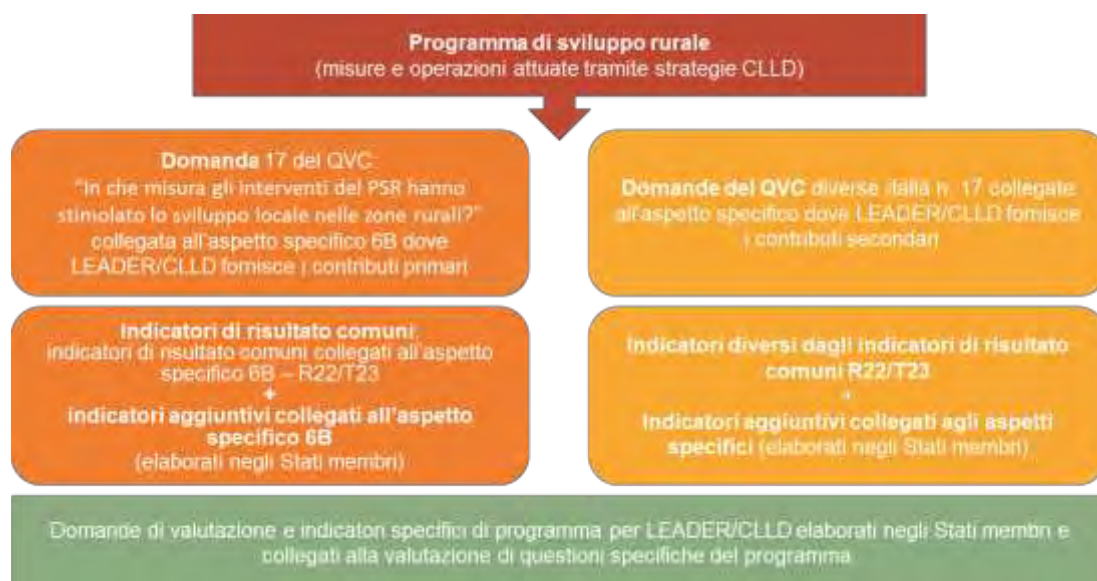 Programma di sviluppo rurale
(misure e operazioni attuate tramite strategie CLLD)
Domanda 17 del QVC:
"In che misura gli interventi del PSR hanno
stimolato lo sviluppo locale nelle zone rurali?"
collegata all'aspetto specifico 6B dove
LEADER/CLLD fornisce i contributi primari
Domande del QVC diverse dalla n. 17 collegate
all'aspetto specifico dove LEADER/CLLD fornisce
i contributi secondari
Indicatori di risultato comuni:
indicatori di risultato comuni collegati all'aspetto
specifico 6B – R22/T23
+
indicatori aggiuntivi collegati all'aspetto
specifico 6B
(elaborati negli Stati membri)
Indicatori diversi dagli indicatori di risultato
comuni R22/T23
+
Indicatori aggiuntivi collegati agli aspetti
specifici (elaborati negli Stati membri)
Domande di valutazione e indicatori specifici di programma per LEADER/CLLD elaborati negli Stati membri e
collegati alla valutazione di questioni specifiche del programma